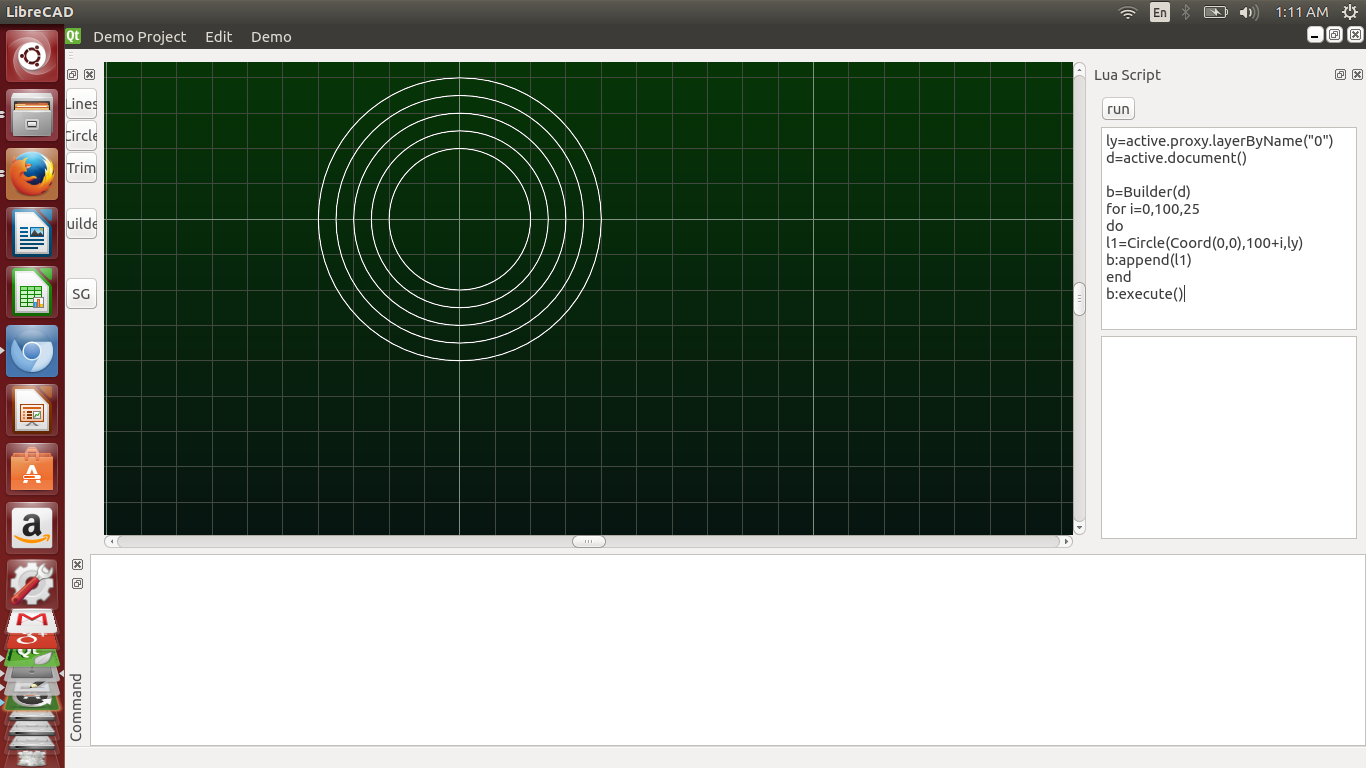 LibreCAD
En
1:11 AM
Qt
Demo Project Edit Demo
Lines
Circle
Trim
uilde
SG
Lua Script
run
ly=active.proxy.layerByName("0")
d=active.document()
b=Builder(d)
for i=0,100,25
do
l1=Circle(Coord(0,0),100+i,ly)
b:append(l1)
end
b:execute()
Command